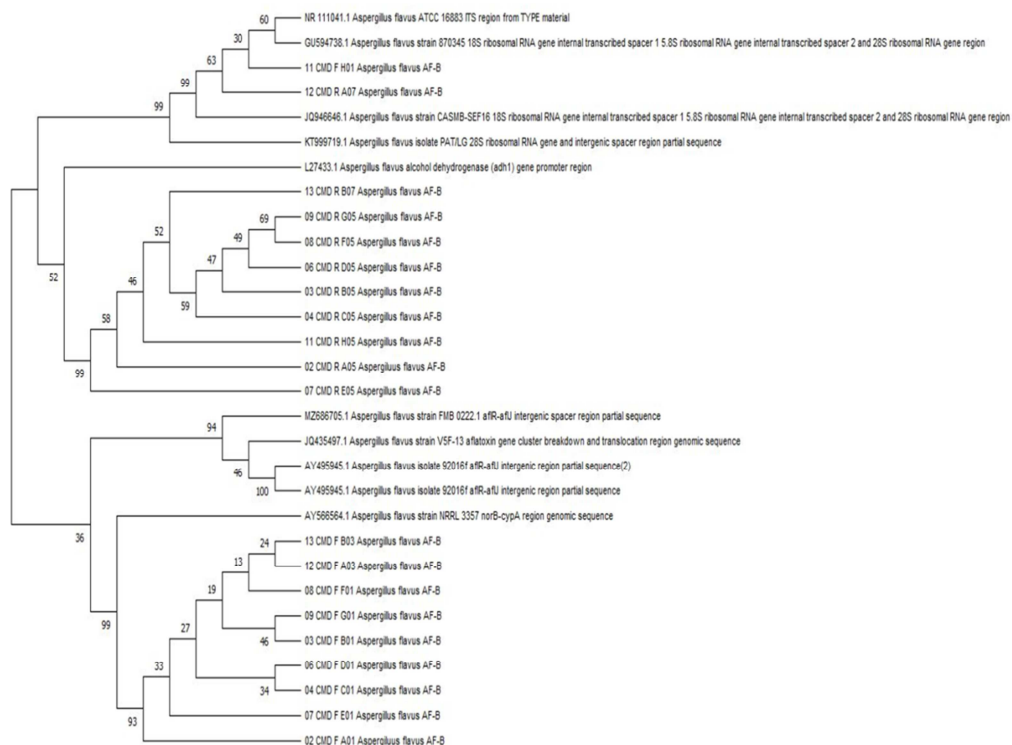 NR 111041.1 Aspergillus flavus ATCC 16883 ITS region from TYPE material
GU594738.1 Aspergillus flavus strain 870345 18S ribosomal RNA gene internal transcribed spacer 1 5.8S ribosomal RNA gene internal transcribed spacer 2 and 28S ribosomal RNA gene region
11 CMD F H01 Aspergillus flavus AF-B
12 CMD R A07 Aspergillus flavus AF-B
JQ946646.1 Aspergillus flavus strain CASMB-SEF16 18S ribosomal RNA gene internal transcribed spacer 1 5.8S ribosomal RNA gene internal transcribed spacer 2 and 28S ribosomal RNA gene region
KT999719.1 Aspergillus flavus isolate PAT/LG 28S ribosomal RNA gene and intergenic spacer region partial sequence
L27433.1 Aspergillus flavus alcohol dehydrogenase (adh1) gene promoter region
13 CMD R B07 Aspergillus flavus AF-B
09 CMD R G05 Aspergillus flavus AF-B
08 CMD R F05 Aspergillus flavus AF-B
06 CMD R D05 Aspergillus flavus AF-B
03 CMD R B05 Aspergillus flavus AF-B
04 CMD R C05 Aspergillus flavus AF-B
11 CMD R H05 Aspergillus flavus AF-B
02 CMD R A05 Aspergiluus flavus AF-B
07 CMD R E05 Aspergillus flavus AF-B
MZ686705.1 Aspergillus flavus strain FMB 0222.1 aflR-aflJ intergenic spacer region partial sequence
JQ435497.1 Aspergillus flavus strain VSF-13 aflatoxin gene cluster breakdown and translocation region genomic sequence
AY495945.1 Aspergillus flavus isolate 92016f aflR-aflJ intergenic region partial sequence(2)
AY495945.1 Aspergillus flavus isolate 92016f aflR-aflJ intergenic region partial sequence
AY566564.1 Aspergillus flavus strain NRRL 3357 norB-cypA region genomic sequence
13 CMD F B03 Aspergillus flavus AF-B
12 CMD F A03 Aspergillus flavus AF-B
08 CMD F F01 Aspergillus flavus AF-B
09 CMD F G01 Aspergillus flavus AF-B
03 CMD F B01 Aspergillus flavus AF-B
06 CMD F D01 Aspergillus flavus AF-B
04 CMD F C01 Aspergillus flavus AF-B
07 CMD F E01 Aspergillus flavus AF-B
02 CMD F A01 Aspergiluus flavus AF-B
60
30
63
99
99
69
49
47
59
52
46
58
99
52
94
46
100
36
99
24
13
19
46
27
34
33
93